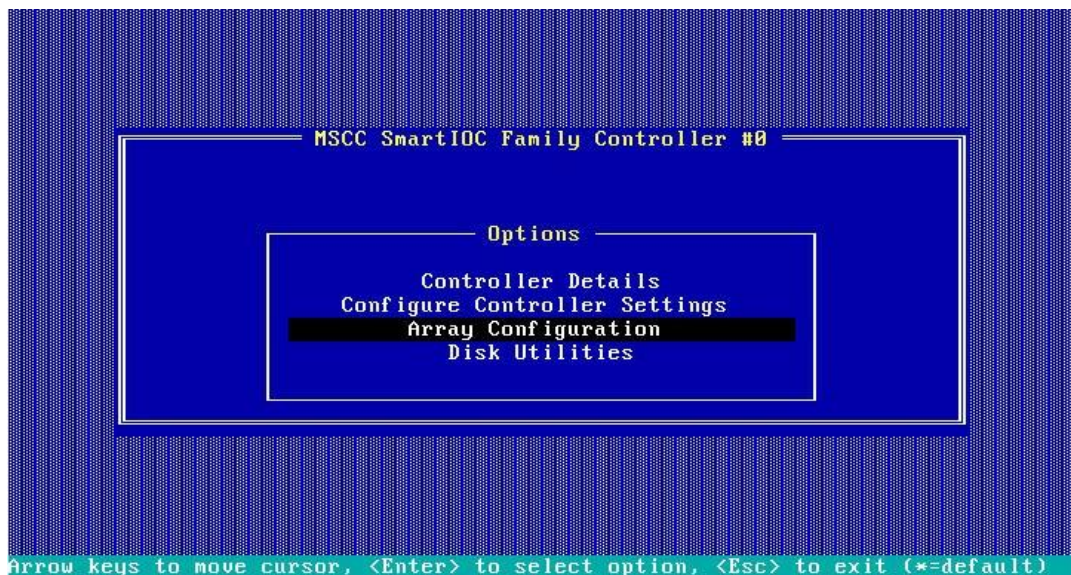 MSCC SmartIOC Family Controller #0
Options
Controller Details
Configure Controller Settings
Array Configuration
Disk Utilities
Arrow keys to move cursor, <Enter> to select option, <Esc> to exit (*=default)